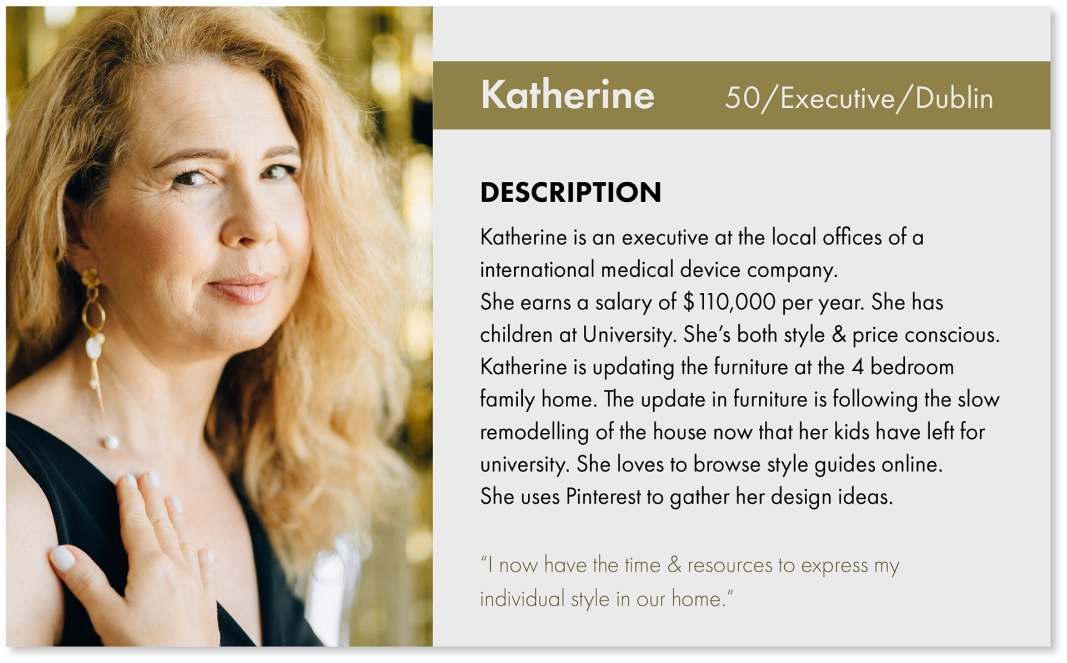 Katherine 50/Executive/Dublin
DESCRIPTION
Katherine is an executive at the local offices of a
international medical device company.
She earns a salary of $110,000 per year. She has
children at University. She’s both style & price conscious.
Katherine is updating the furniture at the 4 bedroom
family home. The update in furniture is following the slow
remodelling of the house now that her kids have left for
university. She loves to browse style guides online.
She uses Pinterest to gather her design ideas.
“I now have the time & resources to express my
individual style in our home.”